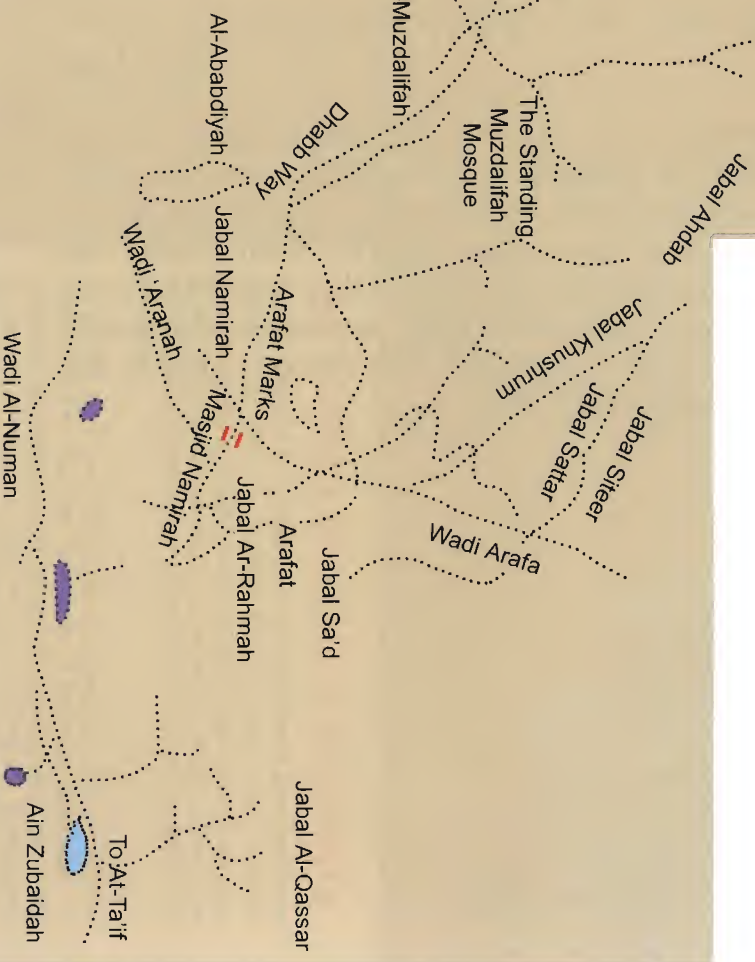 Jabal Ahdab
Jabal Siteer
Jabal Sattar
Jabal Khushrum
The Standing
Muzdalifah
Mosque
Wadi Arafa
Muzdalifah
Dhabb Way
Jabal Sa'd
Jabal Al-Qassar
Arafat
Arafat Marks
Jabal Ar-Rahmah
Jabal Namirah
Al-Ababdiyah
Masjid Namirah
Wadi 'Aranah
To At-Ta'if
Ain Zubaidah
Wadi Al-Numan